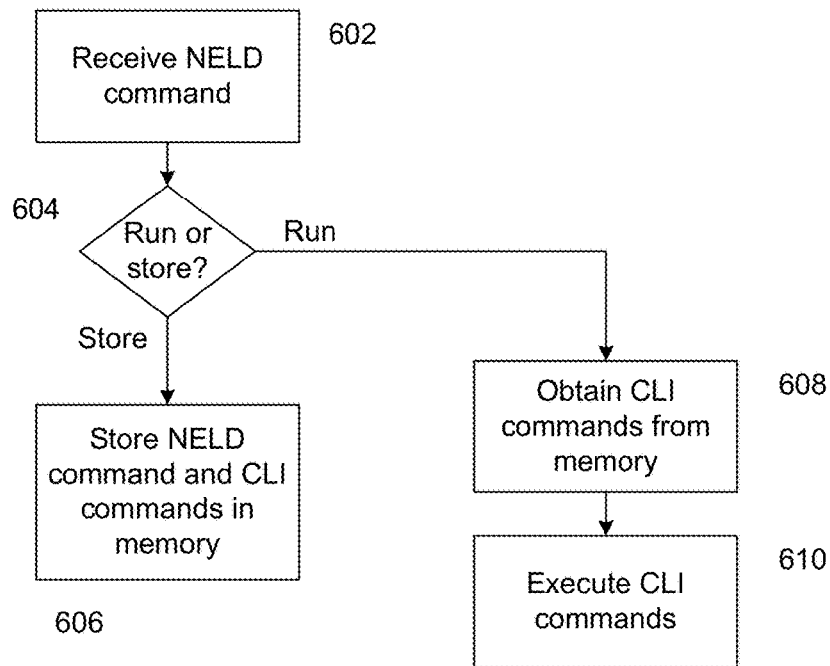 602
Receive NELD
command
604
Run or
store?
Run
Store
Store NELD
command and CLI
commands in
memory
606
Obtain CLI
commands from
memory
608
Execute CLI
commands
610